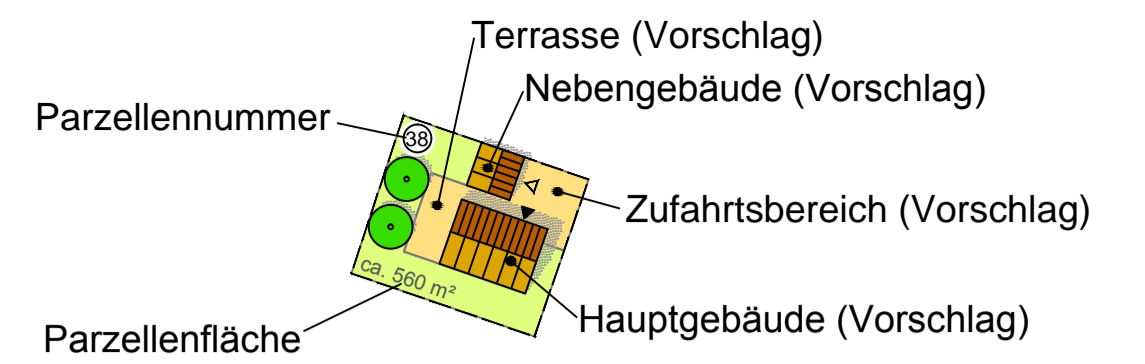 Terrasse (Vorschlag)
Nebengebäude (Vorschlag)
Parzellennummer
38
Zufahrtsbereich (Vorschlag)
ca. 560 m²
Hauptgebäude (Vorschlag)
Parzellenfläche